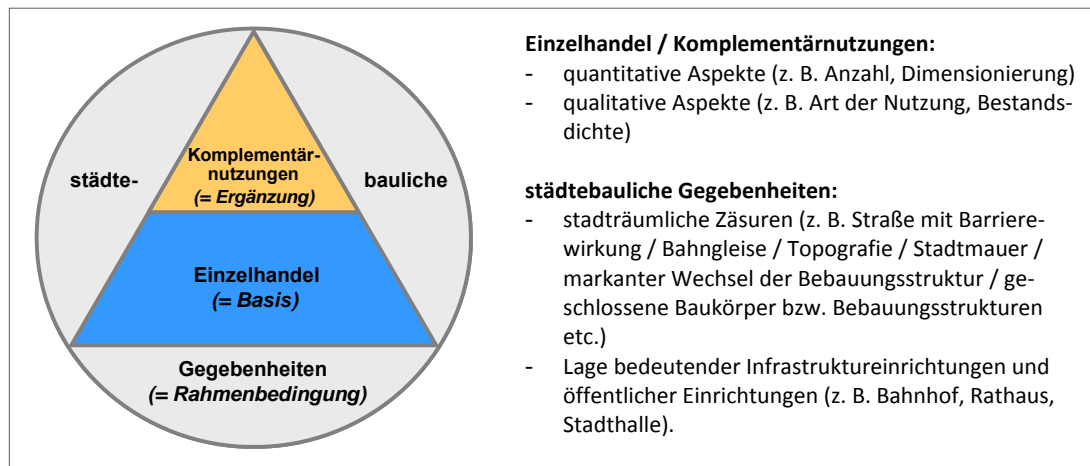 Komplementär-
nutzungen
(= Ergänzung)
städte-
bauliche
Einzelhandel
(= Basis)
Gegebenheiten
(= Rahmenbedingung)
Einzelhandel / Komplementärnutzungen:
- quantitative Aspekte (z. B. Anzahl, Dimensionierung)
- qualitative Aspekte (z. B. Art der Nutzung, Bestands-
dichte)
städtebauliche Gegebenheiten:
- stadträumliche Zäsuren (z. B. Straße mit Barriere-
wirkung / Bahngleise / Topografie / Stadtmauer /
markanter Wechsel der Bebauungsstruktur / ge-
schlossene Baukörper bzw. Bebauungsstrukturen
etc.)
- Lage bedeutender Infrastruktureinrichtungen und
öffentlicher Einrichtungen (z. B. Bahnhof, Rathaus,
Stadthalle).